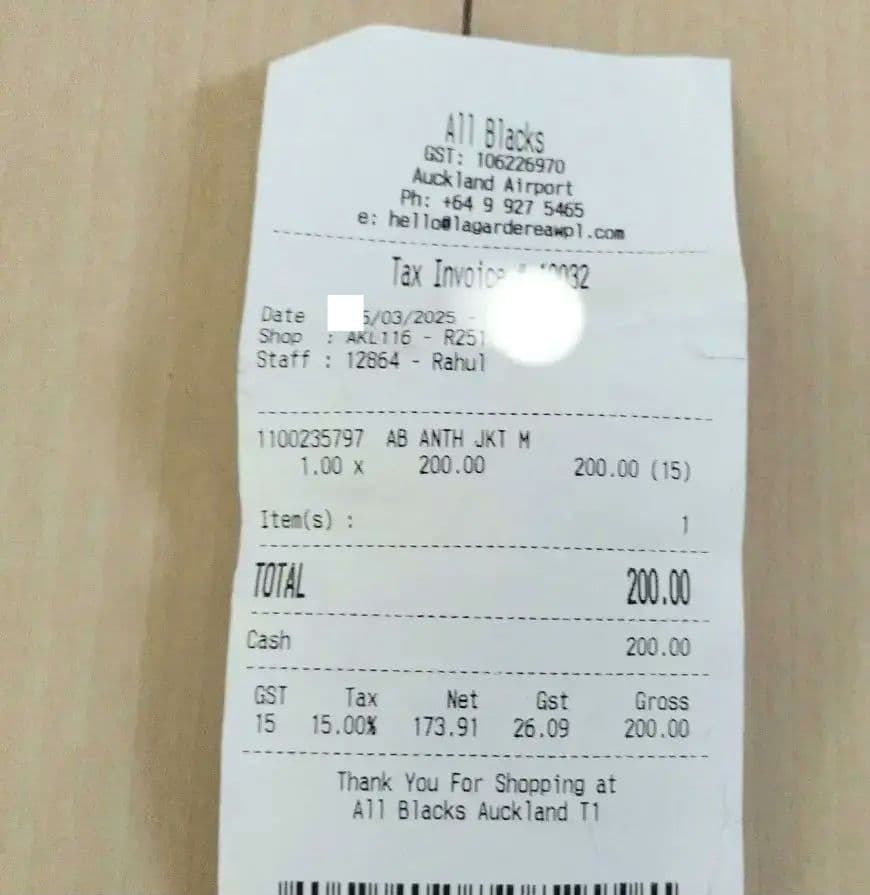 All Blacks
GST: 106226970
Auckland Airport
Ph: +64 9 927 5465
e: hello@lagardereawpl.com
Tax Invoice
Date 5/03/2025 -
Shop : AKL116 - R251
Staff : 12864 - Rahul
1100235797 AB ANTH JKT M
1.00 x 200.00 200.00 (15)
Item(s) : 1
TOTAL 200.00
Cash 200.00
GST Tax Net Gst Gross
15 15.00% 173.91 26.09 200.00
Thank You For Shopping at
All Blacks Auckland T1